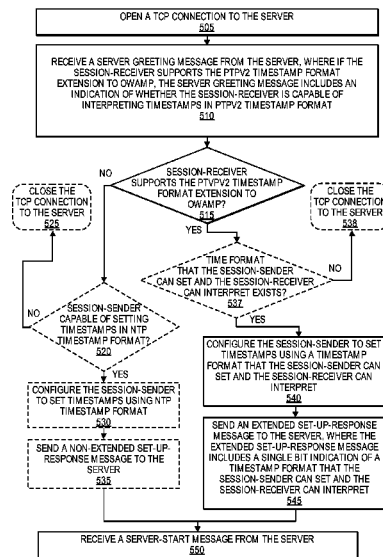 OPEN A TCP CONNECTION TO THE SERVER
505
RECEIVE A SERVER GREETING MESSAGE FROM THE SERVER, WHERE IF THE
SESSION-RECEIVER SUPPORTS THE PTPV2 TIMESTAMP FORMAT
EXTENSION TO OWAMP, THE SERVER GREETING MESSAGE INCLUDES AN
INDICATION OF WHETHER THE SESSION-RECEIVER IS CAPABLE OF
INTERPRETING TIMESTAMPS IN PTPV2 TIMESTAMP FORMAT
510
SESSION-RECEIVER
SUPPORTS THE PTVPV2 TIMESTAMP
FORMAT EXTENSION TO
OWAMP?
515
NO
YES
CLOSE THE
TCP CONNECTION
TO THE SERVER
525
CLOSE THE
TCP CONNECTION
TO THE SERVER
538
TIME FORMAT
THAT THE SESSION-SENDER
CAN SET AND THE SESSION-RECEIVER
CAN INTERPRET EXISTS?
537
NO
YES
SESSION-SENDER
CAPABLE OF SETTING
TIMESTAMPS IN NTP
TIMESTAMP FORMAT?
520
NO
YES
CONFIGURE THE SESSION-SENDER
TO SET TIMESTAMPS USING NTP
TIMESTAMP FORMAT
530
SEND A NON-EXTENDED SET-UP-
RESPONSE MESSAGE TO THE
SERVER
535
CONFIGURE THE SESSION-SENDER TO SET
TIMESTAMPS USING A TIMESTAMP
FORMAT THAT THE SESSION-SENDER CAN
SET AND THE SESSION-RECEIVER CAN
INTERPRET
540
SEND AN EXTENDED SET-UP-RESPONSE
MESSAGE TO THE SERVER, WHERE THE
EXTENDED SET-UP-RESPONSE MESSAGE
INCLUDES A SINGLE BIT INDICATION OF A
TIMESTAMP FORMAT THAT THE
SESSION-SENDER CAN SET AND THE
SESSION-RECEIVER CAN INTERPRET
545
RECEIVE A SERVER-START MESSAGE FROM THE SERVER
550